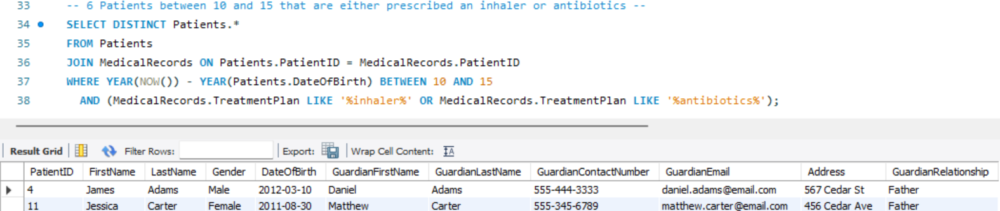 33 -- 6 Patients between 10 and 15 that are either prescribed an inhaler or antibiotics --
34 SELECT DISTINCT Patients.*
35 FROM Patients
36 JOIN MedicalRecords ON Patients.PatientID = MedicalRecords.PatientID
37 WHERE YEAR(NOW()) - YEAR(Patients.DateOfBirth) BETWEEN 10 AND 15
38 AND (MedicalRecords.TreatmentPlan LIKE '%inhaler%' OR MedicalRecords.TreatmentPlan LIKE '%antibiotics%');
Result Grid Filter Rows: Export: Wrap Cell Content:
PatientID FirstName LastName Gender DateOfBirth GuardianFirstName GuardianLastName GuardianContactNumber GuardianEmail Address GuardianRelationship
4 James Adams Male 2012-03-10 Daniel Adams 555-444-3333 daniel.adams@email.com 567 Cedar St Father
11 Jessica Carter Female 2011-08-30 Matthew Carter 555-345-6789 matthew.carter@email.com 456 Cedar Ave Father